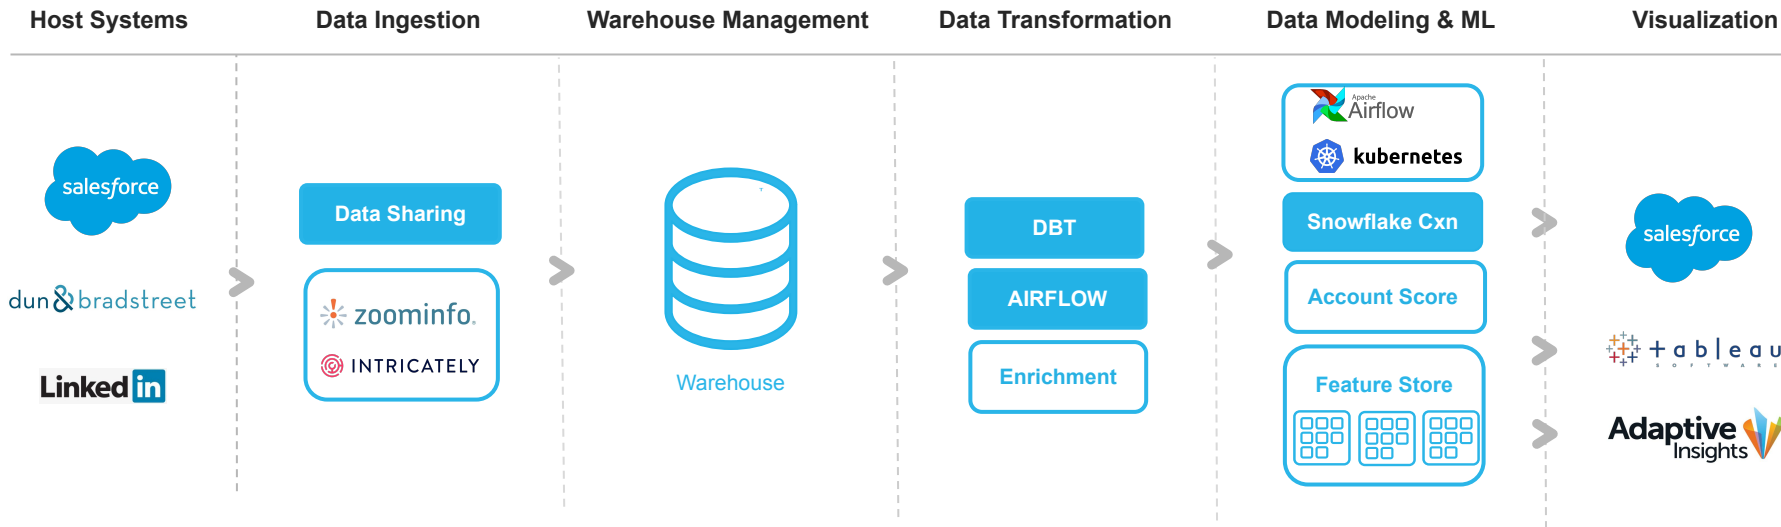 Host Systems
Data Ingestion
Warehouse Management
Data Transformation
Data Modeling & ML
Visualization
salesforce
dun & bradstreet
Linked in
Data Sharing
zoominfo.
INTRICATELY
Warehouse
DBT
AIRFLOW
Enrichment
Apache
Airflow
kubernetes
Snowflake Cxn
Account Score
Feature Store
salesforce
+ableau
SOFTWARE
Adaptive
Insights